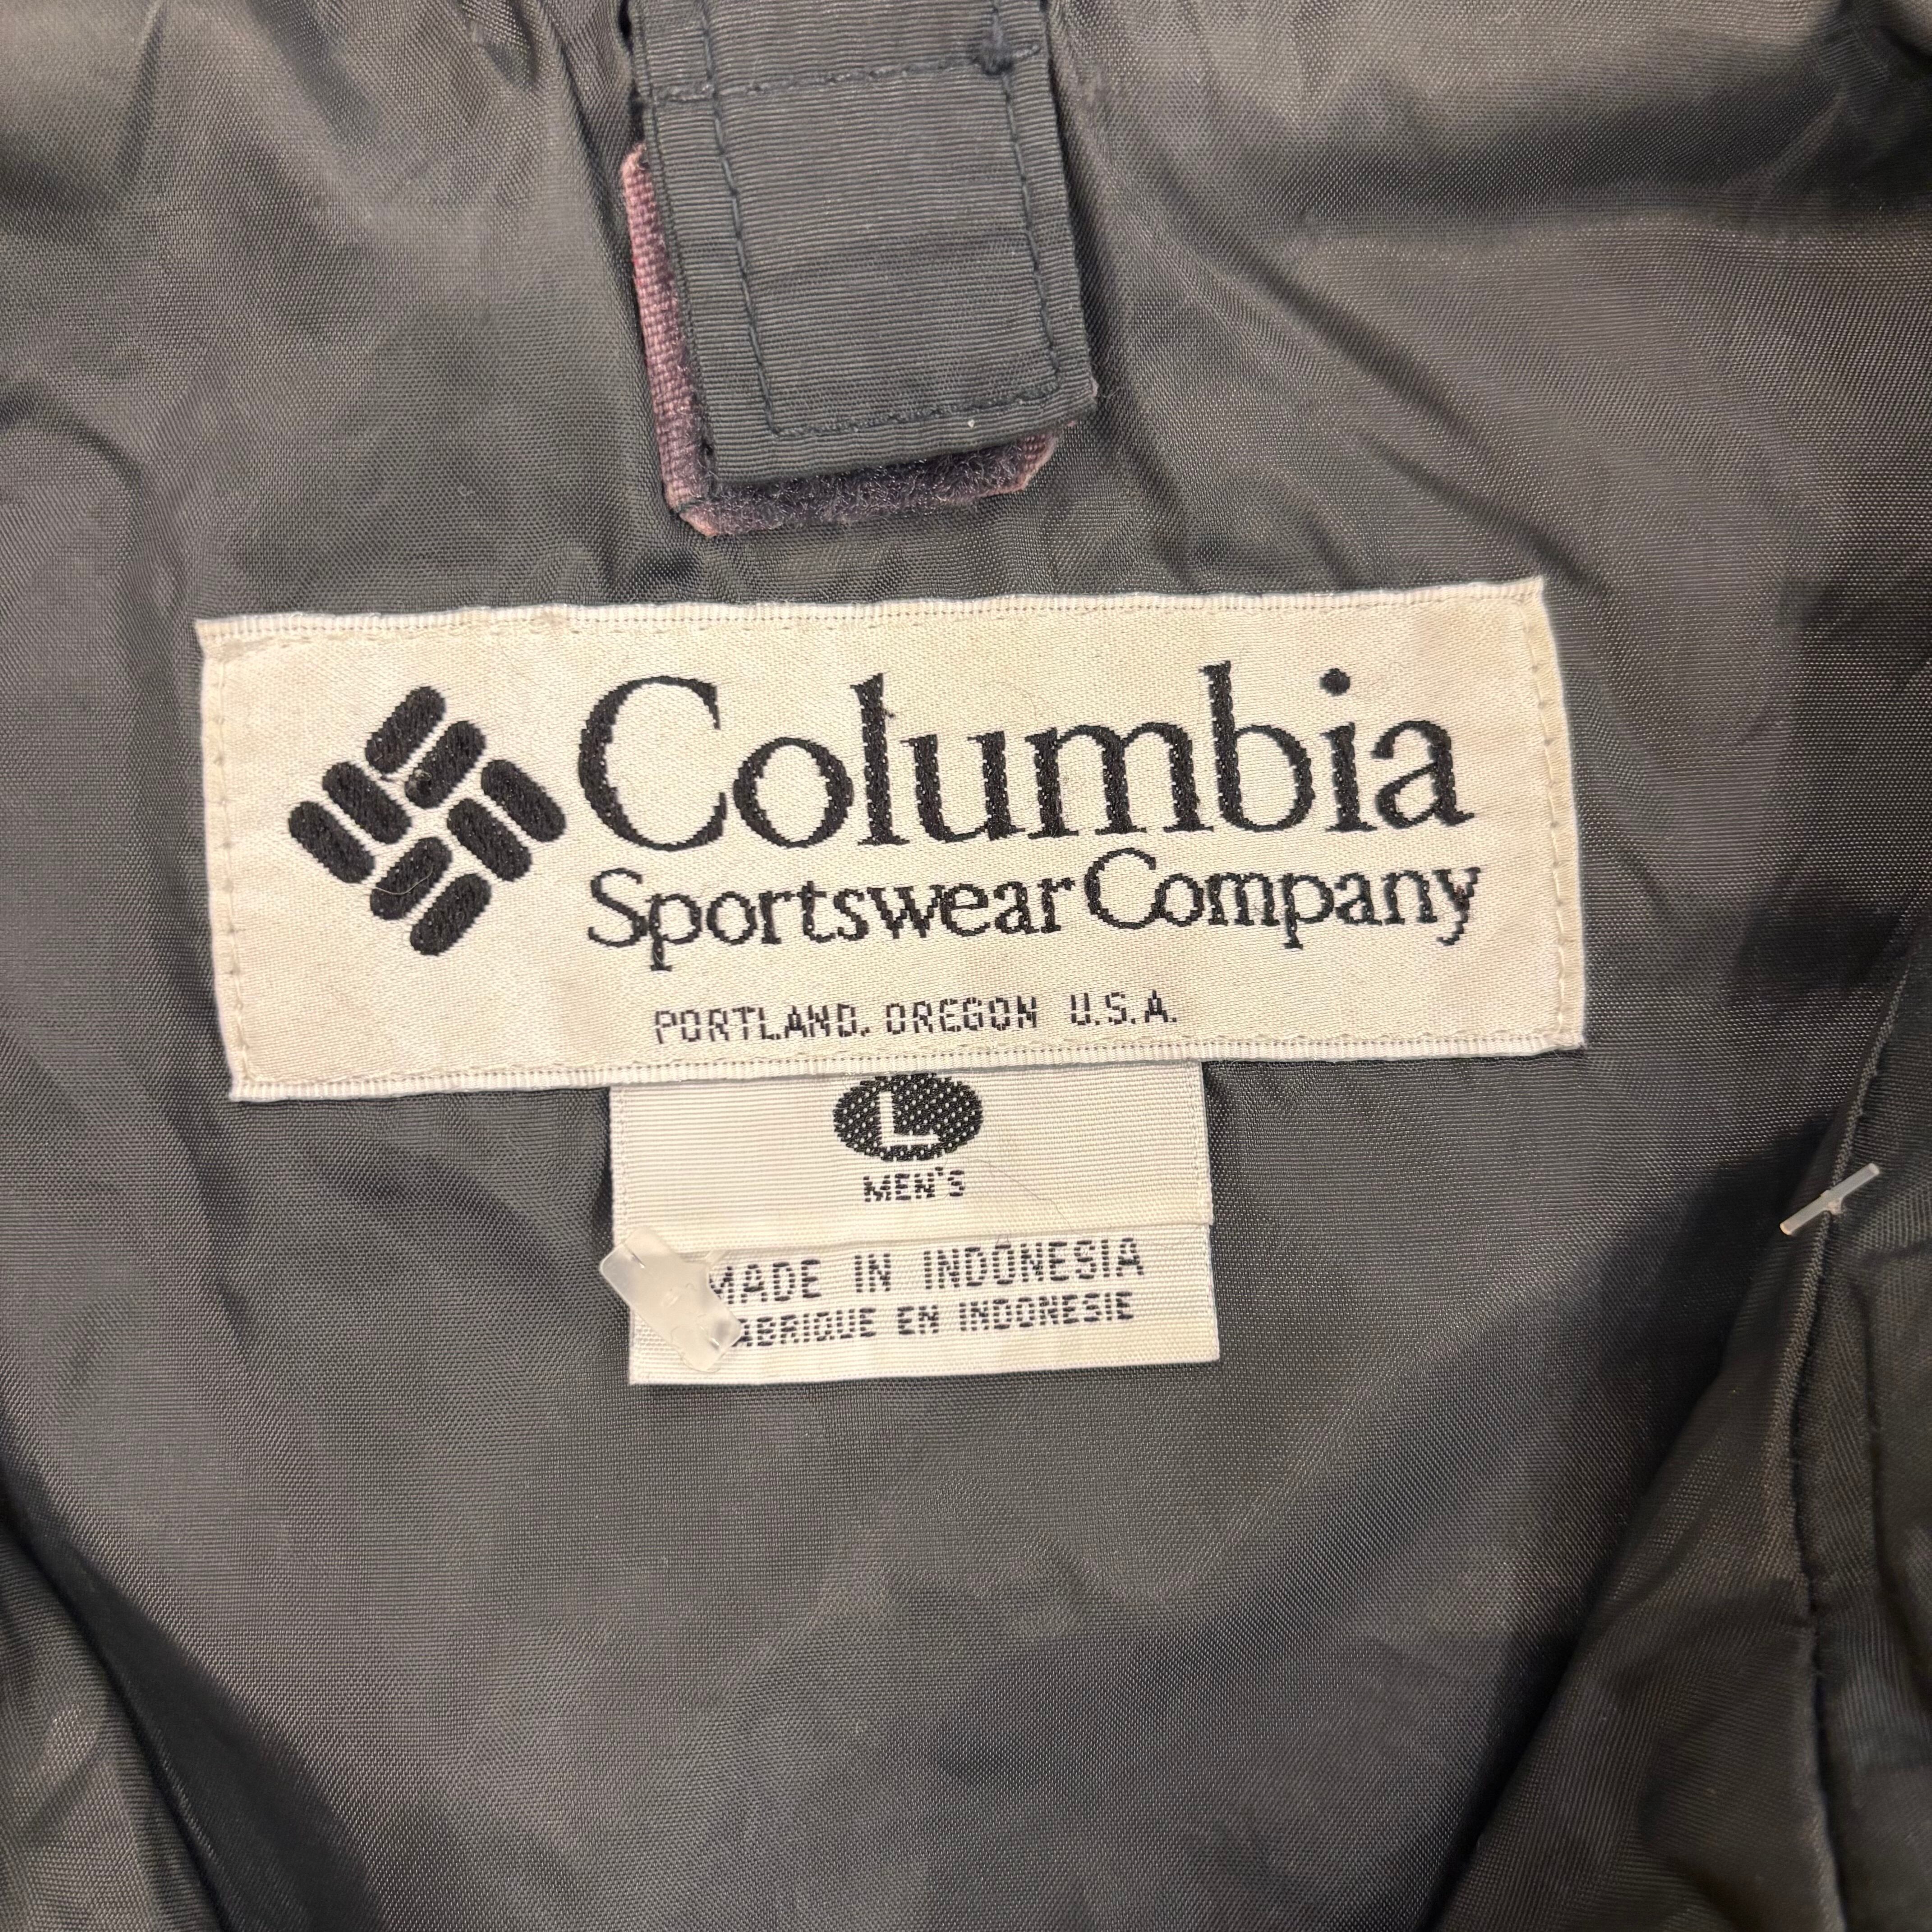 Columbia
Sportswear Company
PORTLAND, OREGON U.S.A.
L
MEN'S
MADE IN INDONESIA
ABRIQUE EN INDONESIE